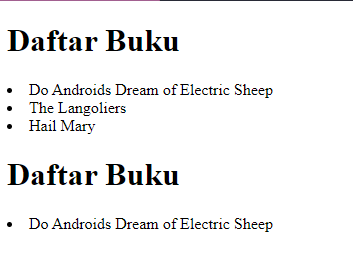 Daftar Buku
Do Androids Dream of Electric Sheep
The Langoliers
Hail Mary
Daftar Buku
Do Androids Dream of Electric Sheep